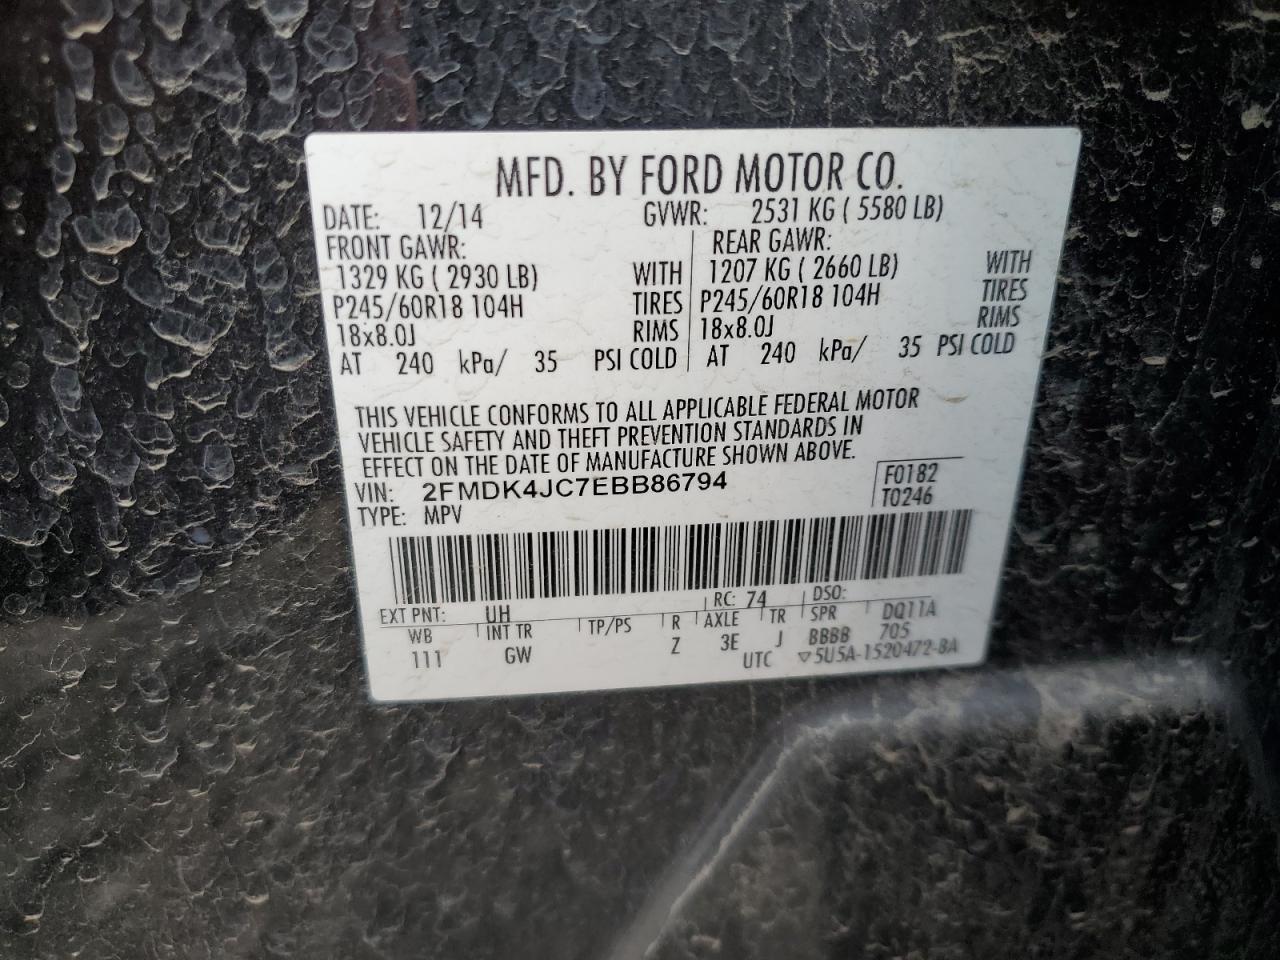 MFD. BY FORD MOTOR CO.
DATE: 12/14 GVWR: 2531 KG ( 5580 LB)
FRONT GAWR: REAR GAWR:
1329 KG ( 2930 LB) WITH 1207 KG ( 2660 LB) WITH
P245/60R18 104H TIRES P245/60R18 104H TIRES
18x8.0J RIMS 18x8.0J RIMS
AT 240 kPa/ 35 PSI COLD AT 240 kPa/ 35 PSI COLD
THIS VEHICLE CONFORMS TO ALL APPLICABLE FEDERAL MOTOR
VEHICLE SAFETY AND THEFT PREVENTION STANDARDS IN
EFFECT ON THE DATE OF MANUFACTURE SHOWN ABOVE.
VIN: 2FMDK4JC7EBB86794 F0182
TYPE: MPV T0246
EXT PNT: UH RC: 74 DSO:
WB INT TR TP/PS R AXLE TR SPR DQ11A
111 GW Z 3E J BBBB 705
UTC ▽5U5A-1520472-BA